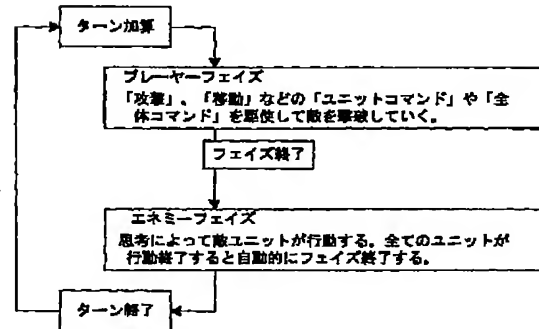 ターン加算
プレーヤーフェイズ
「攻撃」、「移動」などの「ユニットコマンド」や「全
体コマンド」を駆使して敵を撃破していく。
フェイズ終了
エネミーフェイズ
思考によって敵ユニットが行動する。全てのユニットが
行動終了すると自動的にフェイズ終了する。
ターン終了